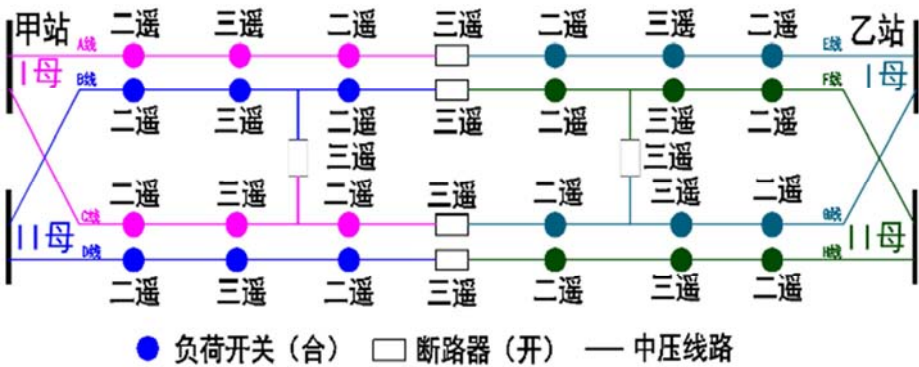 甲站 二遥 三遥 二遥 三遥 二遥 三遥 二遥 乙站
A线 E线
I母 I母
B线 F线
二遥 三遥 二遥 三遥 二遥 三遥 二遥
三遥 三遥
二遥 三遥 二遥 三遥 二遥 三遥 二遥
C线 G线
II母 II母
D线 H线
二遥 三遥 二遥 三遥 二遥 三遥 二遥
负荷开关（合） 断路器（开） 中压线路